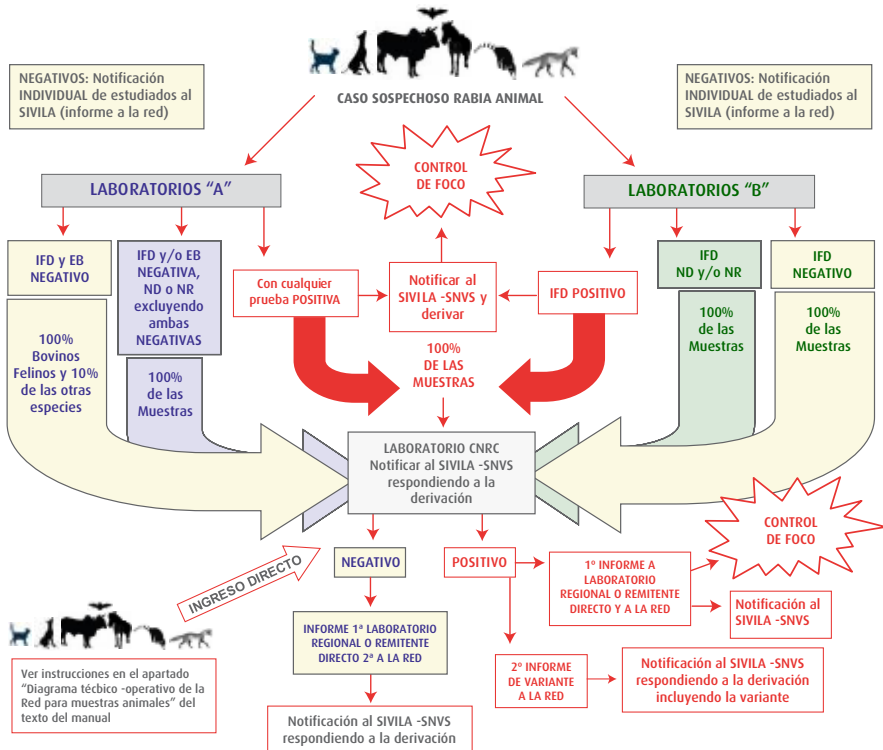 NEGATIVOS: Notificación
INDIVIDUAL de estudiados al
SIVILA (informe a la red)
CASO SOSPECHOSO RABIA ANIMAL
NEGATIVOS: Notificación
INDIVIDUAL de estudiados al
SIVILA (informe a la red)
CONTROL
DE FOCO
LABORATORIOS "A"
LABORATORIOS "B"
IFD y EB
NEGATIVO
IFD y/o EB
NEGATIVA,
ND o NR
excluyendo
ambas
NEGATIVAS
Con cualquier
prueba POSITIVA
Notificar al
SIVILA -SNVS y
derivar
IFD POSITIVO
IFD
ND y/o NR
IFD
NEGATIVO
100%
Bovinos
Felinos y 10%
de las otras
especies
100%
de las
Muestras
100%
DE LAS
MUESTRAS
100%
de las
Muestras
100%
de las
Muestras
LABORATORIO CNRC
Notificar al SIVILA -SNVS
respondiendo a la
derivación
INGRESO DIRECTO
NEGATIVO
POSITIVO
CONTROL
DE FOCO
1º INFORME A
LABORATORIO
REGIONAL O REMITENTE
DIRECTO Y A LA RED
Notificación al
SIVILA -SNVS
INFORME 1ª LABORATORIO
REGIONAL O REMITENTE
DIRECTO 2ª A LA RED
2º INFORME
DE VARIANTE
A LA RED
Notificación al SIVILA -SNVS
respondiendo a la derivación
incluyendo la variante
Ver instrucciones en el apartado
"Diagrama técbico -operativo de la
Red para muestras animales" del
texto del manual
Notificación al SIVILA -SNVS
respondiendo a la derivación